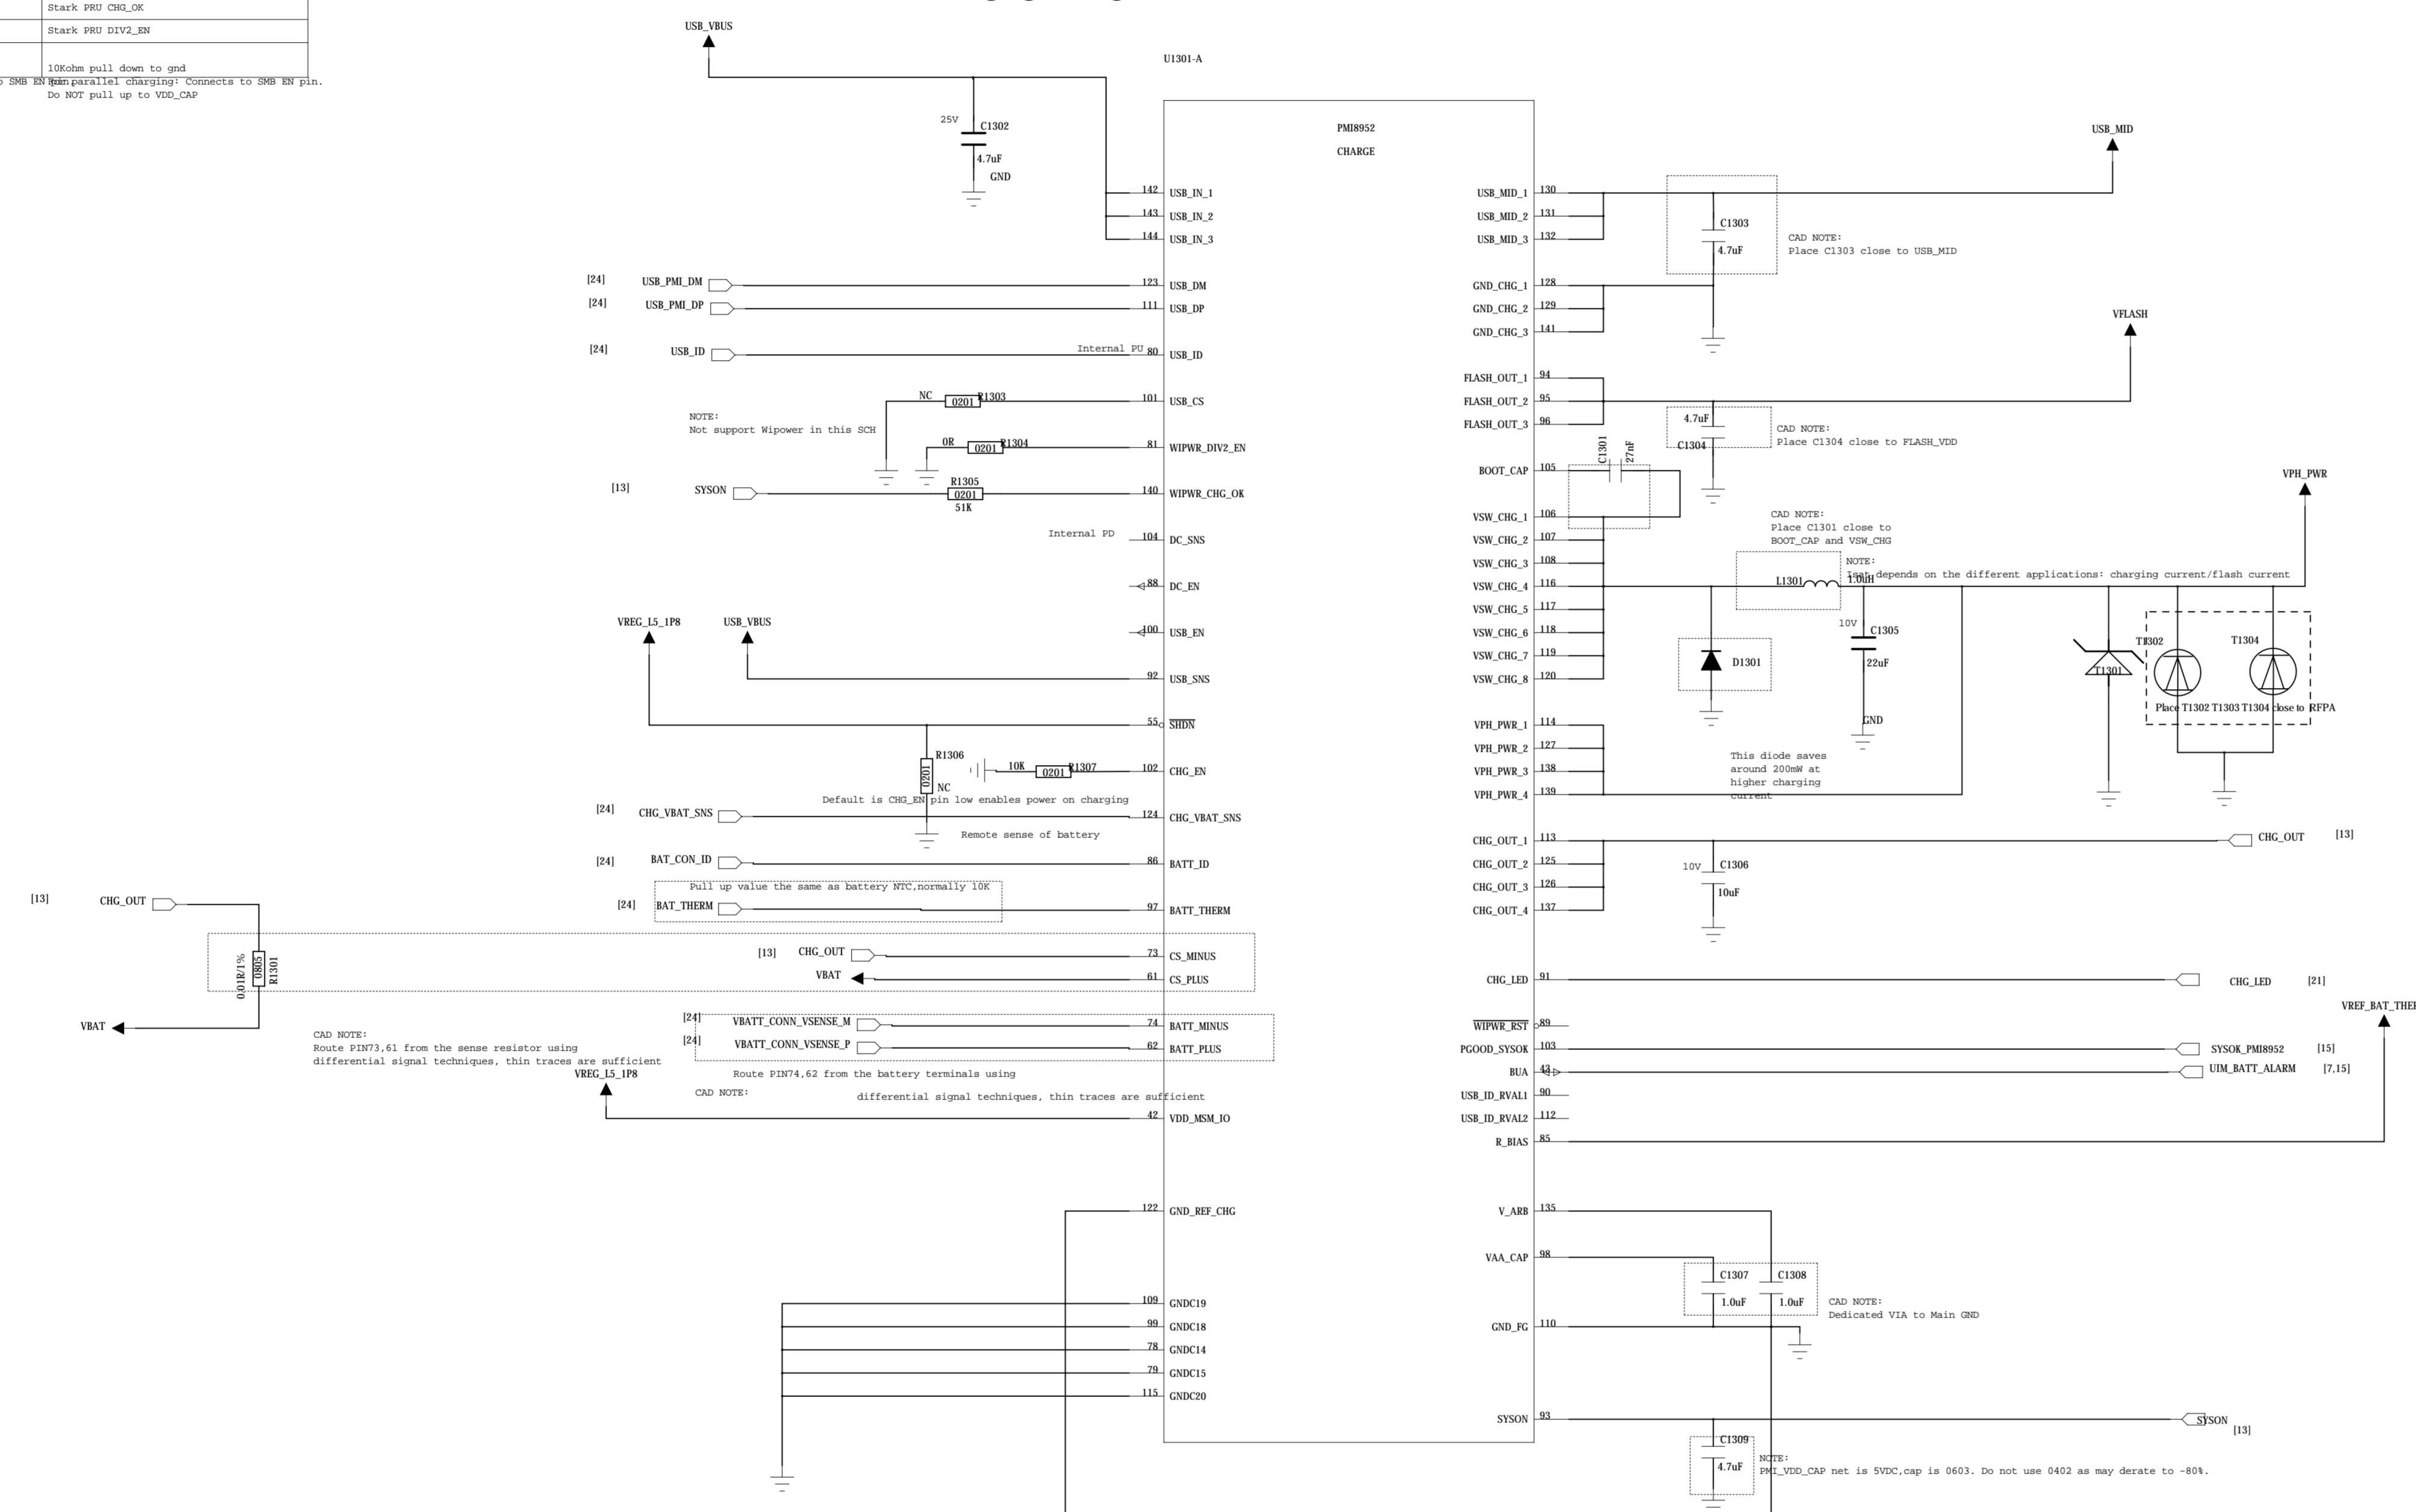 Stark PRU CHG_OK
Stark PRU DIV2_EN
10Kohm pull down to gnd
to SMB EN pin.
For parallel charging: Connects to SMB EN pin.
Do NOT pull up to VDD_CAP
USB_VBUS
U1301-A
25V
C1302
4.7uF
GND
PMI8952
CHARGE
142 USB_IN_1
143 USB_IN_2
144 USB_IN_3
[24] USB_PMI_DM 123 USB_DM
[24] USB_PMI_DP 111 USB_DP
[24] USB_ID Internal PU 80 USB_ID
NC 0201 R1303 101 USB_CS
NOTE:
Not support Wipower in this SCH
0R 0201 R1304 81 WIPWR_DIV2_EN
[13] SYSON R1305 0201 51K 140 WIPWR_CHG_OK
Internal PD 104 DC_SNS
88 DC_EN
100 USB_EN
VREG_L5_1P8
USB_VBUS
92 USB_SNS
55 SHDN
R1306
0201
NC
10K 0201 R1307 102 CHG_EN
Default is CHG_EN pin low enables power on charging
[24] CHG_VBAT_SNS 124 CHG_VBAT_SNS
Remote sense of battery
[24] BAT_CON_ID 86 BATT_ID
Pull up value the same as battery NTC,normally 10K
[24] BAT_THERM 97 BATT_THERM
[13] CHG_OUT
0.01R/1%
0805
R1301
VBAT
[13] CHG_OUT 73 CS_MINUS
VBAT 61 CS_PLUS
CAD NOTE:
Route PIN73,61 from the sense resistor using
differential signal techniques, thin traces are sufficient
[24] VBATT_CONN_VSENSE_M 74 BATT_MINUS
[24] VBATT_CONN_VSENSE_P 62 BATT_PLUS
Route PIN74,62 from the battery terminals using
CAD NOTE:
differential signal techniques, thin traces are sufficient
VREG_L5_1P8
42 VDD_MSM_IO
122 GND_REF_CHG
109 GNDC19
99 GNDC18
78 GNDC14
79 GNDC15
115 GNDC20
USB_MID
USB_MID_1 130
USB_MID_2 131
USB_MID_3 132
C1303
4.7uF
CAD NOTE:
Place C1303 close to USB_MID
GND_CHG_1 128
GND_CHG_2 129
GND_CHG_3 141
VFLASH
FLASH_OUT_1 94
FLASH_OUT_2 95
FLASH_OUT_3 96
4.7uF
C1304
CAD NOTE:
Place C1304 close to FLASH_VDD
C1301
27nF
BOOT_CAP 105
VSW_CHG_1 106
VSW_CHG_2 107
VSW_CHG_3 108
VSW_CHG_4 116
VSW_CHG_5 117
VSW_CHG_6 118
VSW_CHG_7 119
VSW_CHG_8 120
CAD NOTE:
Place C1301 close to
BOOT_CAP and VSW_CHG
VPH_PWR
NOTE:
Isat depends on the different applications: charging current/flash current
L1301
1.0uH
10V
C1305
22uF
GND
D1301
T1301
T1302
T1304
Place T1302 T1303 T1304 close to RFPA
VPH_PWR_1 114
VPH_PWR_2 127
VPH_PWR_3 138
VPH_PWR_4 139
This diode saves
around 200mW at
higher charging
current
CHG_OUT_1 113
CHG_OUT_2 125
CHG_OUT_3 126
CHG_OUT_4 137
10V
C1306
10uF
CHG_OUT [13]
CHG_LED 91
CHG_LED [21]
VREF_BAT_THER
WIPWR_RST 89
PGOOD_SYSOK 103
SYSOK_PMI8952 [15]
BUA 43
UIM_BATT_ALARM [7,15]
USB_ID_RVAL1 90
USB_ID_RVAL2 112
R_BIAS 85
V_ARB 135
VAA_CAP 98
C1307
1.0uF
C1308
1.0uF
CAD NOTE:
Dedicated VIA to Main GND
GND_FG 110
SYSON 93
SYSON
[13]
C1309
4.7uF
NOTE:
PMI_VDD_CAP net is 5VDC,cap is 0603. Do not use 0402 as may derate to -80%.